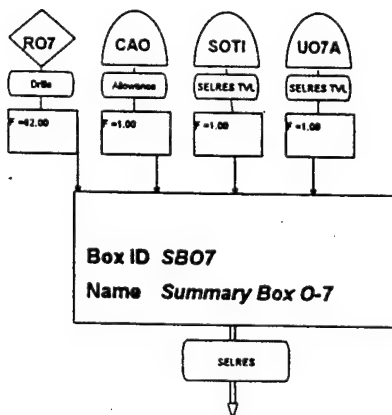 RO7 CAO SOTI UO7A
Drills Allowance SELRES TVL SELRES TVL
F =1.00 F =1.00 F =1.00
Box ID SBO7
Name Summary Box O-7
SELRES